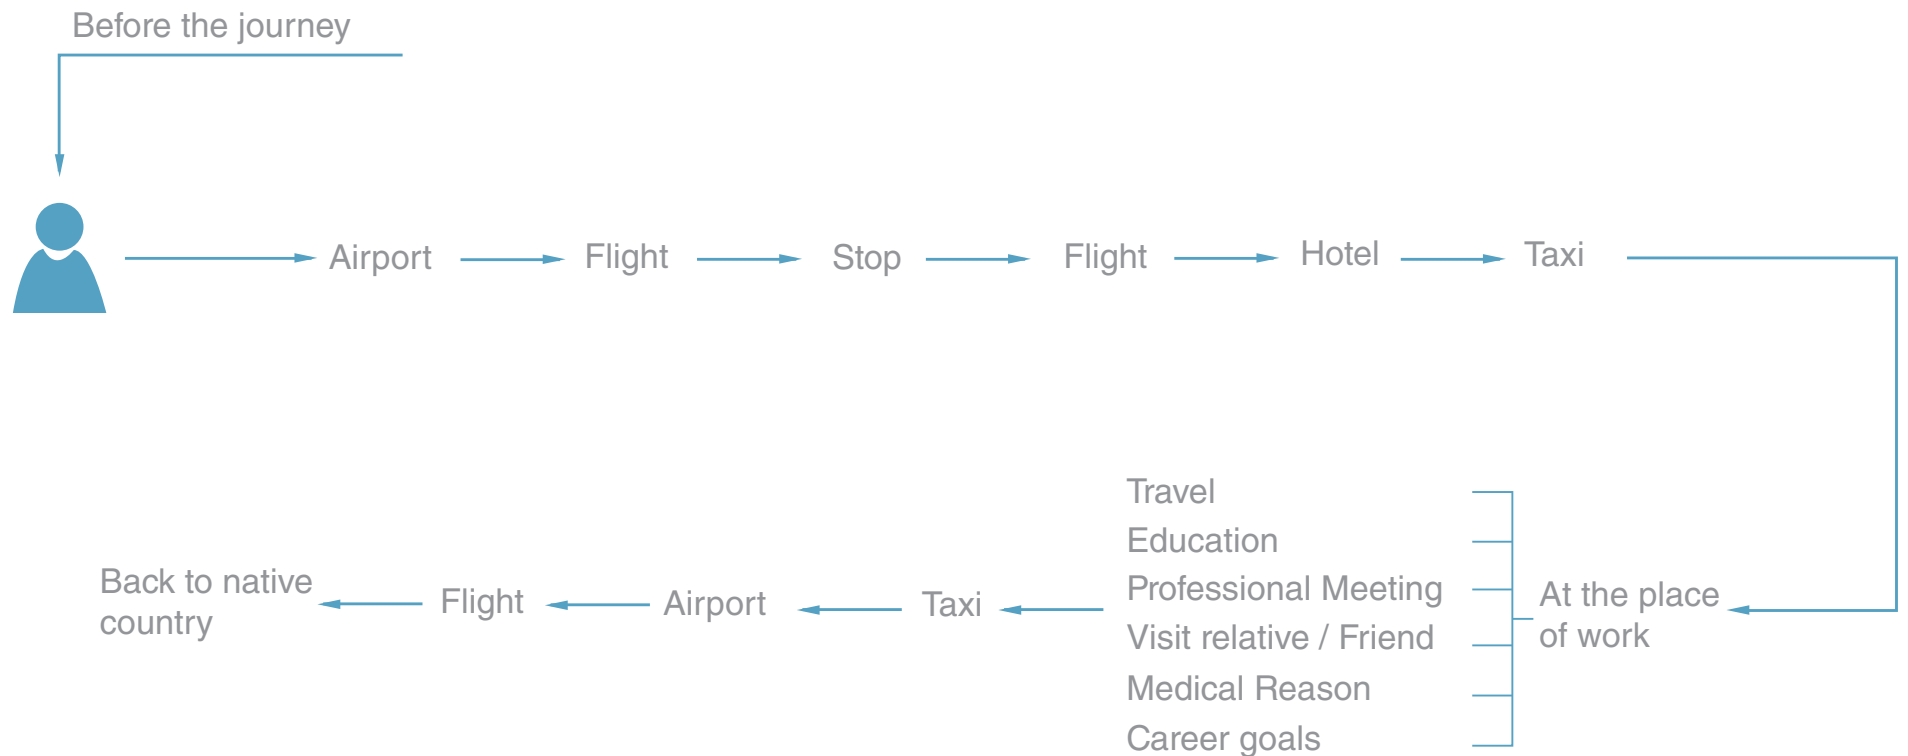 Before the journey
Airport
Flight
Stop
Flight
Hotel
Taxi
At the place
of work
Travel
Education
Professional Meeting
Visit relative / Friend
Medical Reason
Career goals
Taxi
Airport
Flight
Back to native
country